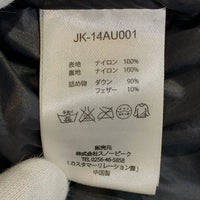 JK-14AU001
表地 ナイロン 100%
裏地 ナイロン 100%
詰め物 ダウン 90%
フェザー 10%
販売元
株式会社スノーピーク
TEL 0256-46-5858
(カスタマーリレーション課)
中国製